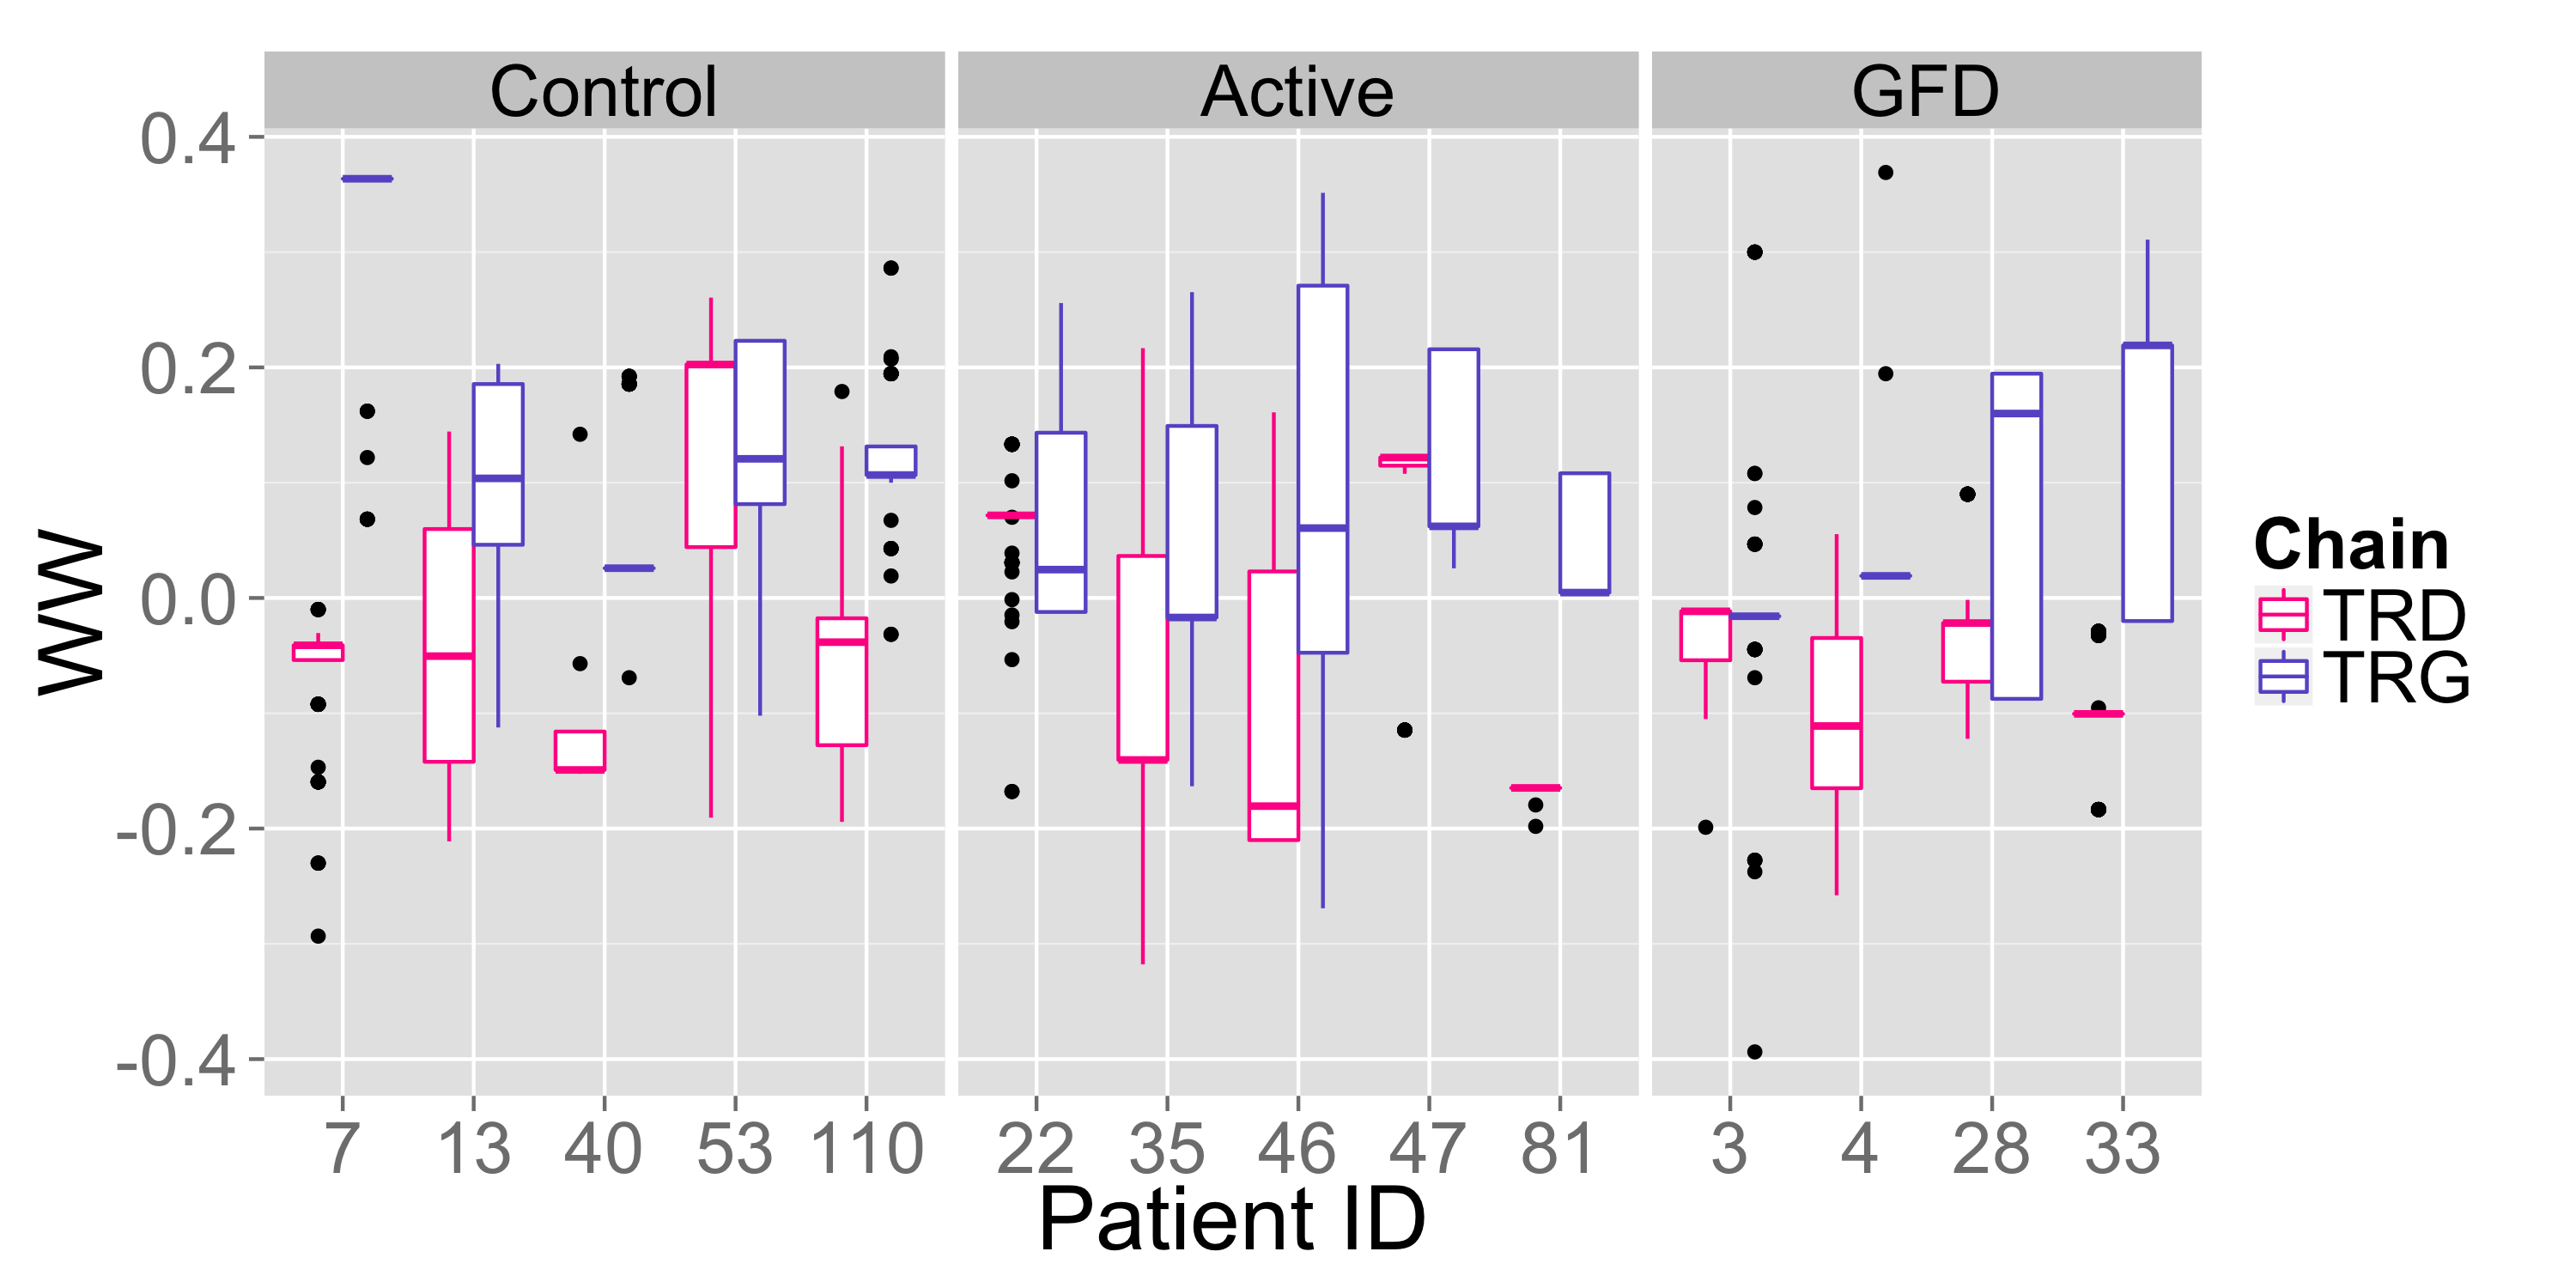 Control Active GFD
0.4
0.2
0.0
-0.2
-0.4
WW
7 13 40 53 110 22 35 46 47 81 3 4 28 33
Patient ID
Chain
TRD
TRG